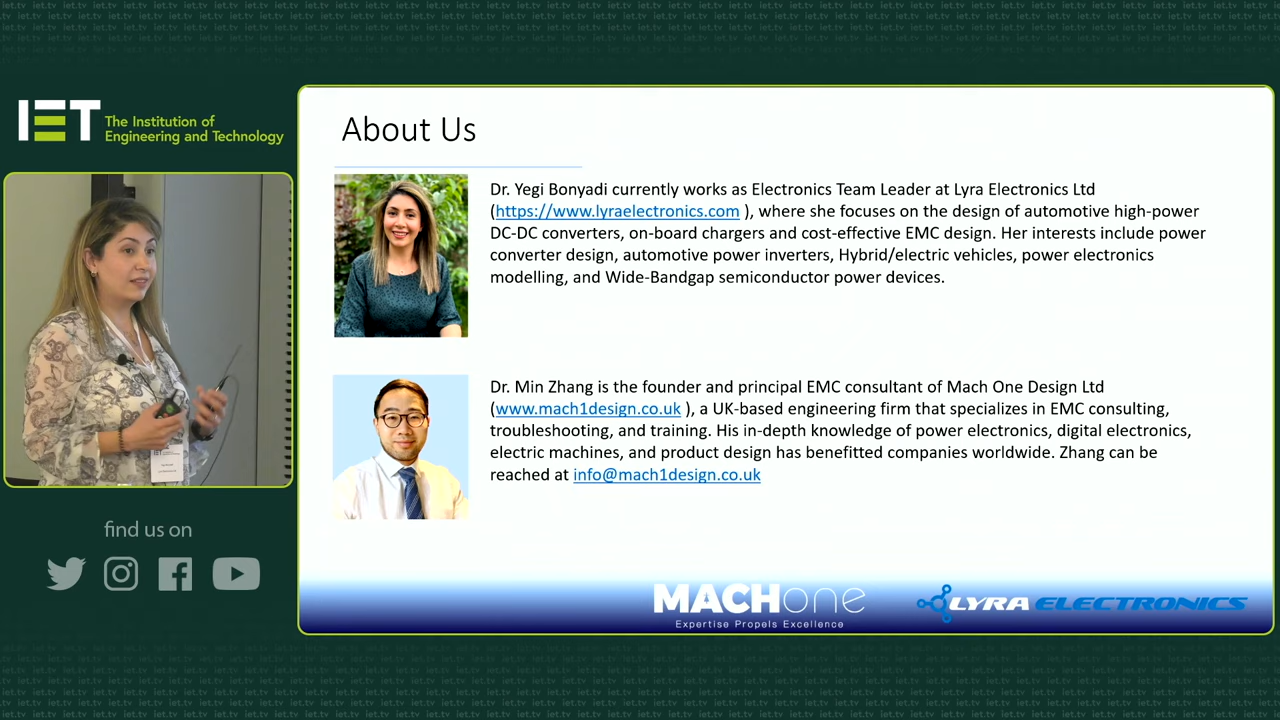 IET
The Institution of
Engineering and Technology
About Us
Dr. Yegi Bonyadi currently works as Electronics Team Leader at Lyra Electronics Ltd
(https://www.lyraelectronics.com ), where she focuses on the design of automotive high-power
DC-DC converters, on-board chargers and cost-effective EMC design. Her interests include power
converter design, automotive power inverters, Hybrid/electric vehicles, power electronics
modelling, and Wide-Bandgap semiconductor power devices.
Dr. Min Zhang is the founder and principal EMC consultant of Mach One Design Ltd
(www.mach1design.co.uk ), a UK-based engineering firm that specializes in EMC consulting,
troubleshooting, and training. His in-depth knowledge of power electronics, digital electronics,
electric machines, and product design has benefitted companies worldwide. Zhang can be
reached at info@mach1design.co.uk
find us on
MACHone
Expertise Propels Excellence
LYRA ELECTRONICS
iet.tv